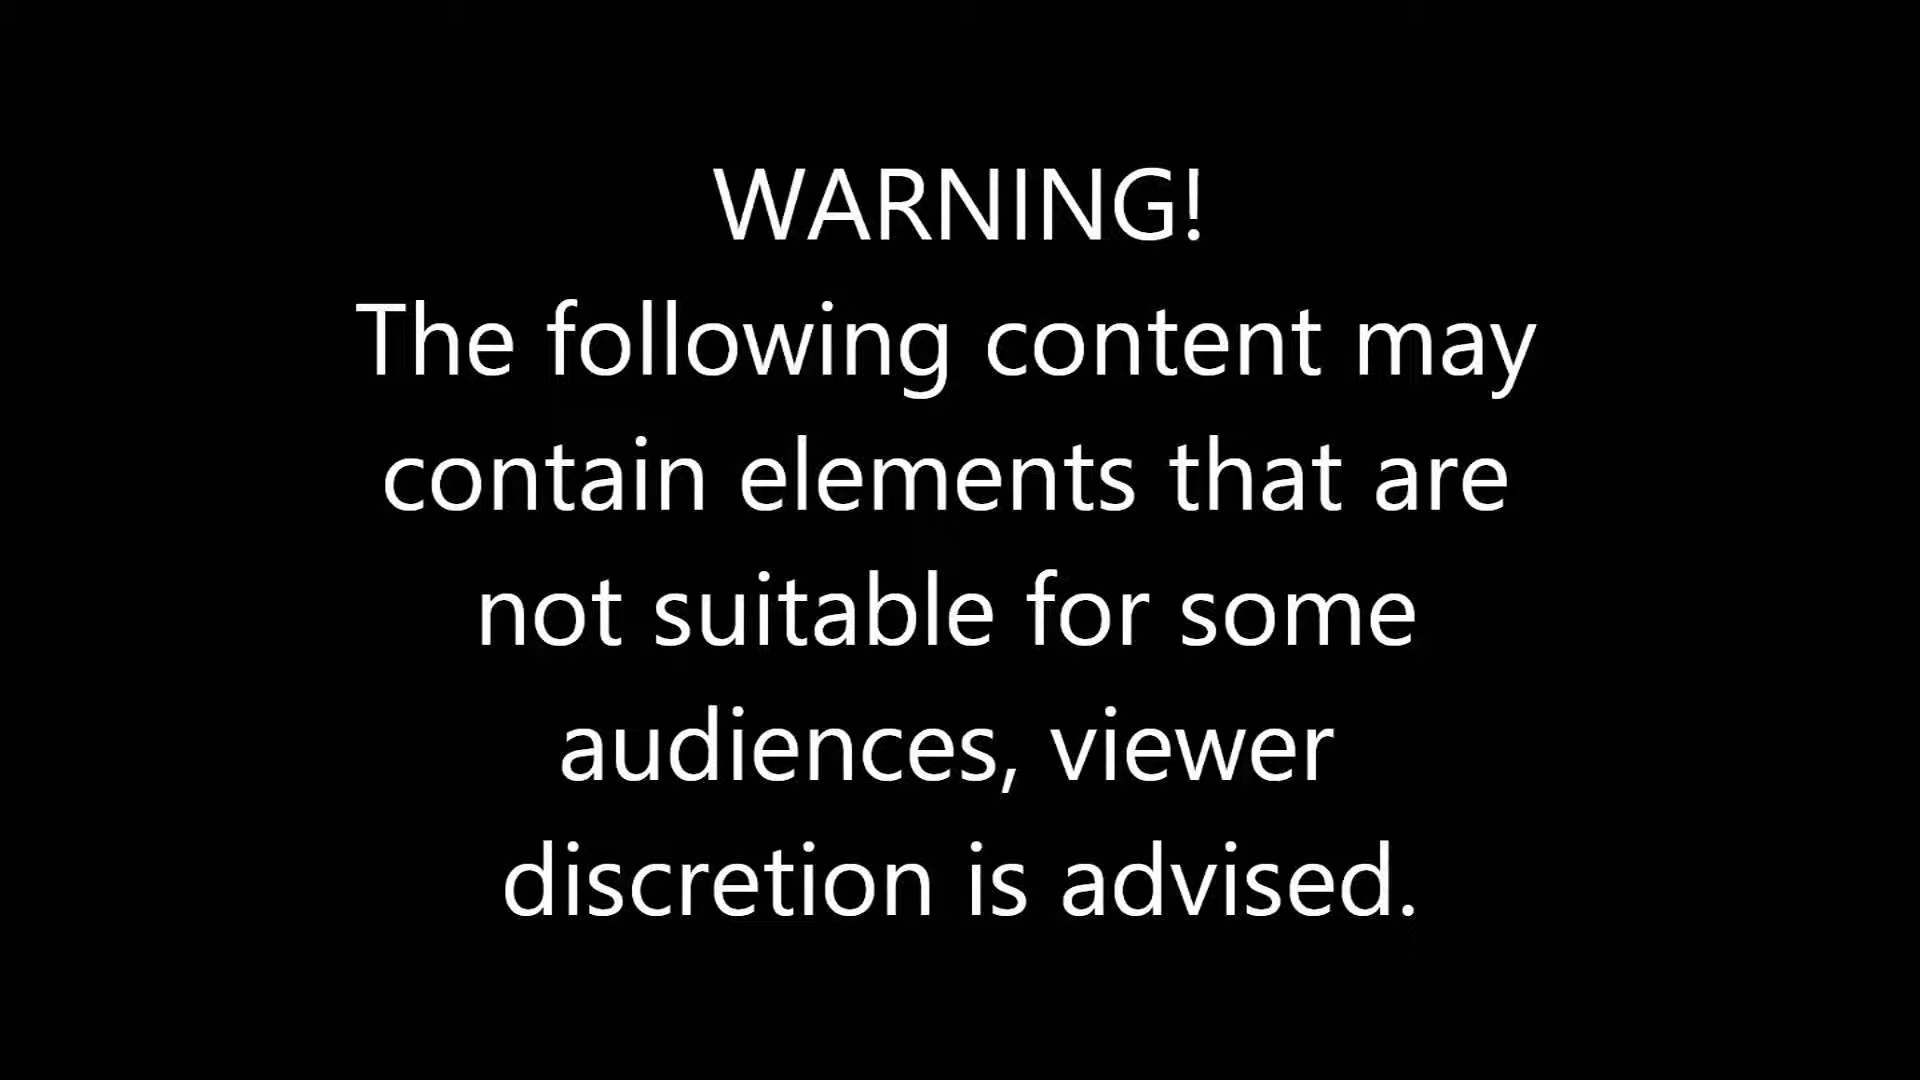 WARNING!
The following content may
contain elements that are
not suitable for some
audiences, viewer
discretion is advised.